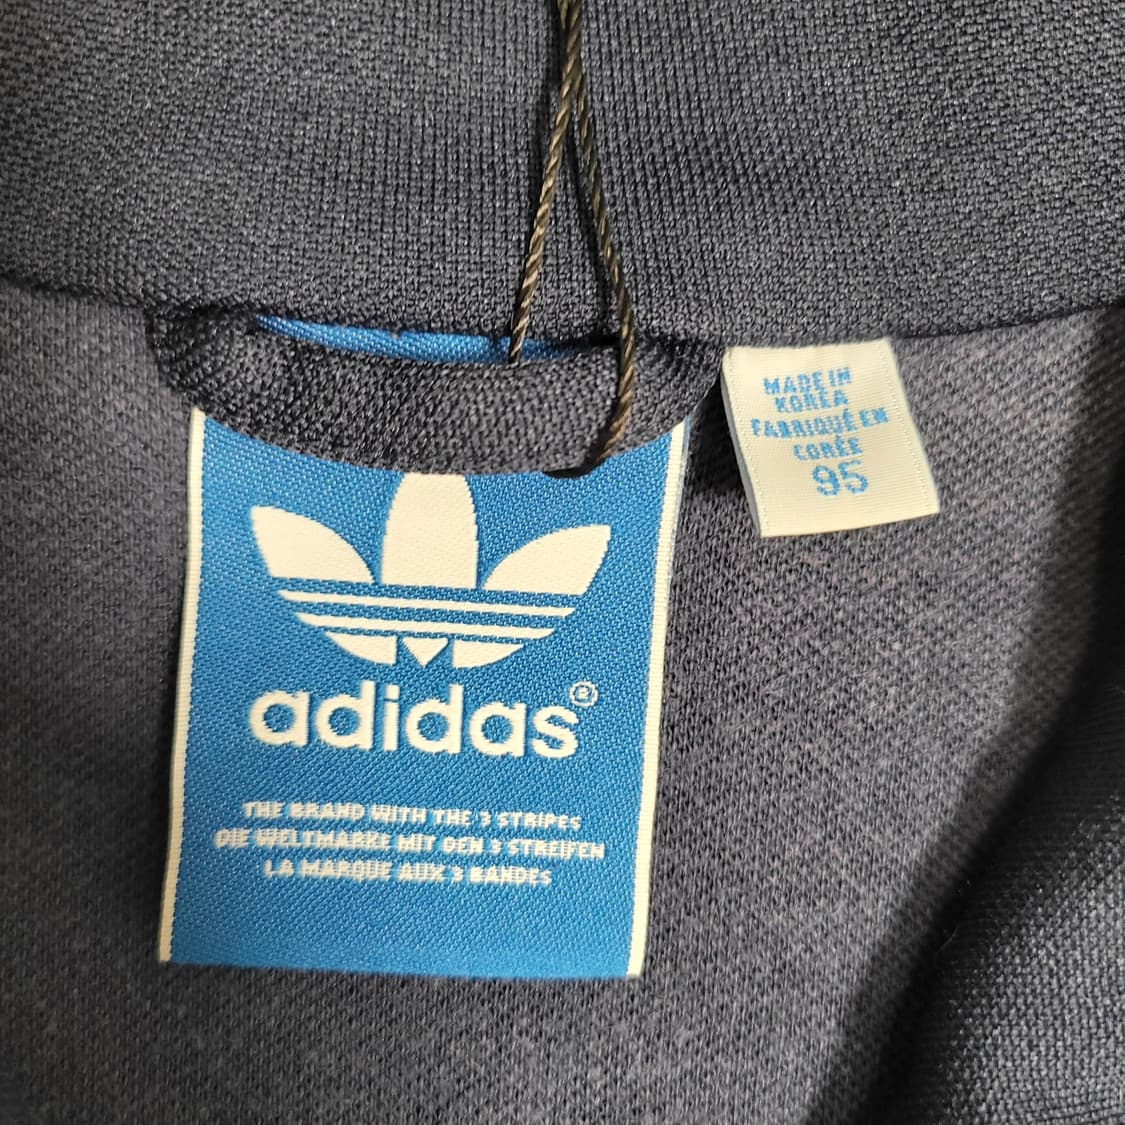 MADE IN
KOREA
FABRIQUÉ EN
CORÉE
95
adidas®
THE BRAND WITH THE 3 STRIPES
DIE WELTMARKE MIT DEN 3 STREIFEN
LA MARQUE AUX 3 BANDES